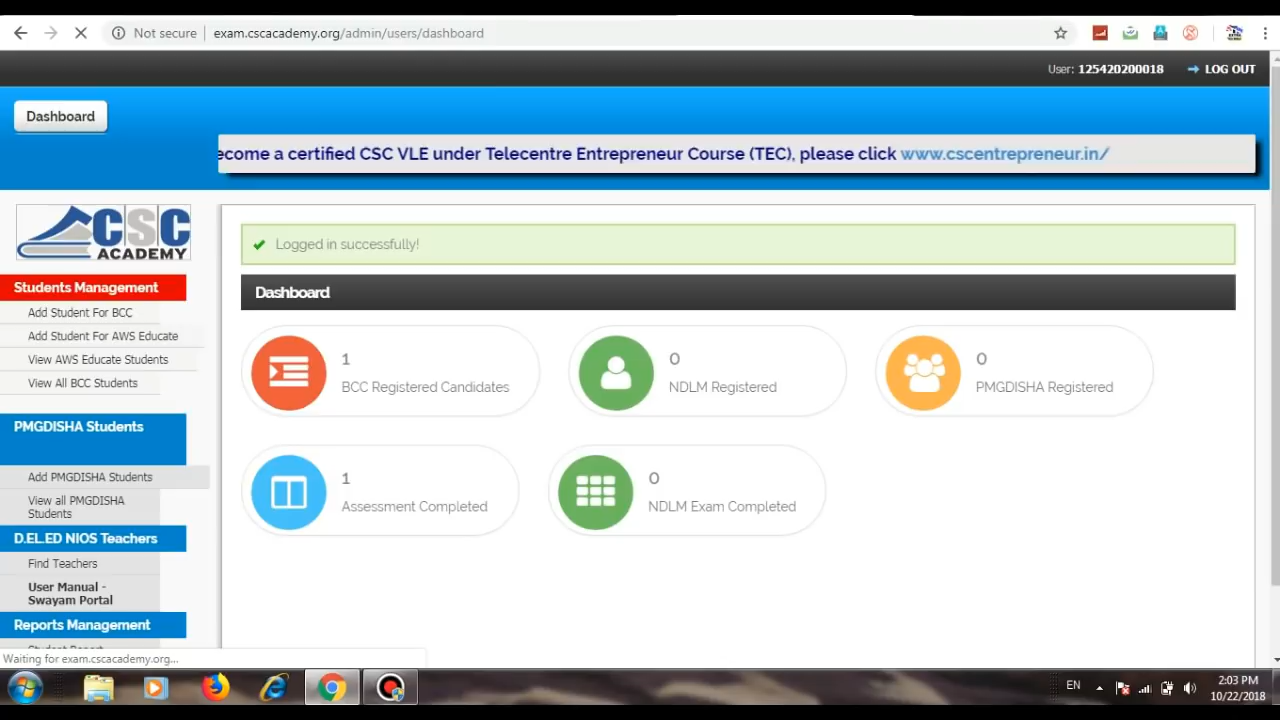 Not secure exam.cscacademy.org/admin/users/dashboard
User: 125420200018 LOG OUT
Dashboard
ecome a certified CSC VLE under Telecentre Entrepreneur Course (TEC), please click www.cscentrepreneur.in/
CSC
ACADEMY
Logged in successfully!
Dashboard
Students Management
Add Student For BCC
Add Student For AWS Educate
View AWS Educate Students
View All BCC Students
PMGDISHA Students
Add PMGDISHA Students
View all PMGDISHA
Students
D.EL.ED NIOS Teachers
Find Teachers
User Manual -
Swayam Portal
Reports Management
Student Report
1
BCC Registered Candidates
0
NDLM Registered
0
PMGDISHA Registered
1
Assessment Completed
0
NDLM Exam Completed
Waiting for exam.cscacademy.org...
EN
2:03 PM
10/22/2018